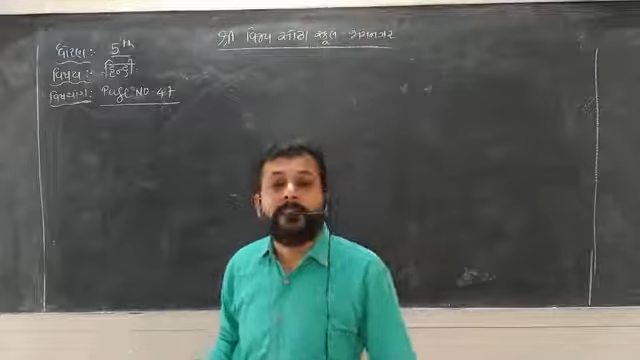 શ્રી વિજય સૌદા સ્કૂલ -
ધોરણ: 5th
વિષય: हिन्दी
Page NO. 47